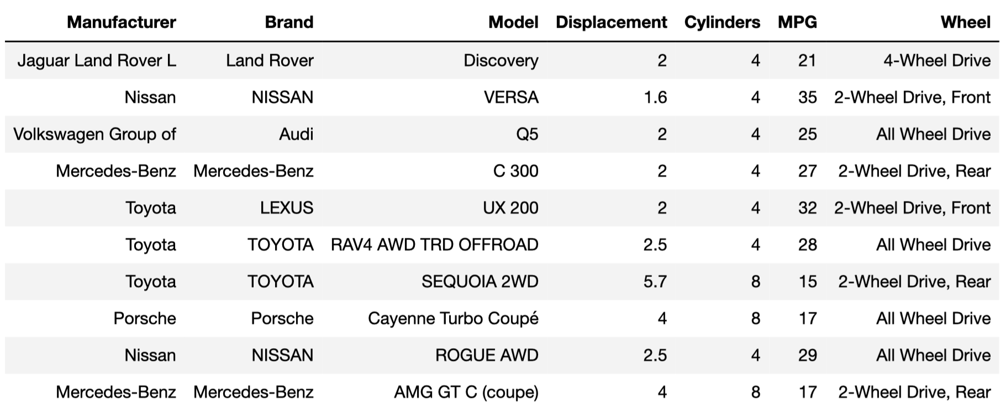 Manufacturer Brand Model Displacement Cylinders MPG Wheel
Jaguar Land Rover L Land Rover Discovery 2 4 21 4-Wheel Drive
Nissan NISSAN VERSA 1.6 4 35 2-Wheel Drive, Front
Volkswagen Group of Audi Q5 2 4 25 All Wheel Drive
Mercedes-Benz Mercedes-Benz C 300 2 4 27 2-Wheel Drive, Rear
Toyota LEXUS UX 200 2 4 32 2-Wheel Drive, Front
Toyota TOYOTA RAV4 AWD TRD OFFROAD 2.5 4 28 All Wheel Drive
Toyota TOYOTA SEQUOIA 2WD 5.7 8 15 2-Wheel Drive, Rear
Porsche Porsche Cayenne Turbo Coupé 4 8 17 All Wheel Drive
Nissan NISSAN ROGUE AWD 2.5 4 29 All Wheel Drive
Mercedes-Benz Mercedes-Benz AMG GT C (coupe) 4 8 17 2-Wheel Drive, Rear